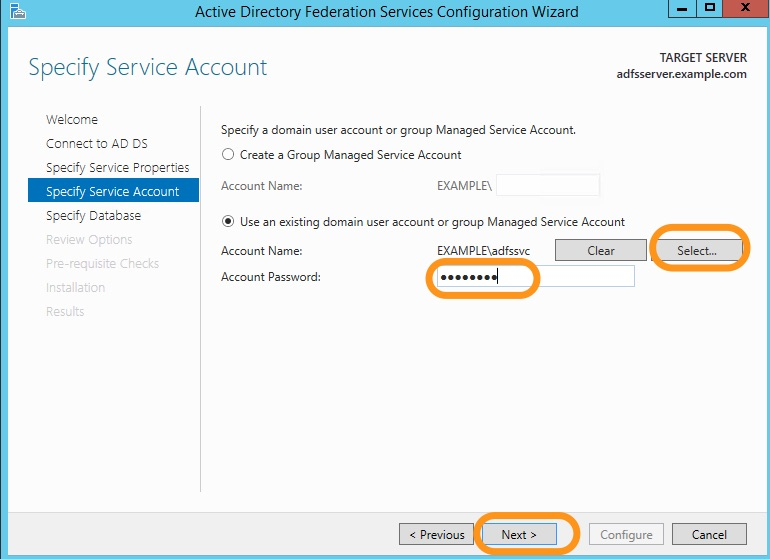 Active Directory Federation Services Configuration Wizard
Specify Service Account
TARGET SERVER
adfsserver.example.com
Welcome
Connect to AD DS
Specify Service Properties
Specify Service Account
Specify Database
Review Options
Pre-requisite Checks
Installation
Results
Specify a domain user account or group Managed Service Account.
Create a Group Managed Service Account
Account Name: EXAMPLE\
Use an existing domain user account or group Managed Service Account
Account Name: EXAMPLE\adfssvc Clear Select...
Account Password: ●●●●●●●●
< Previous Next > Configure Cancel